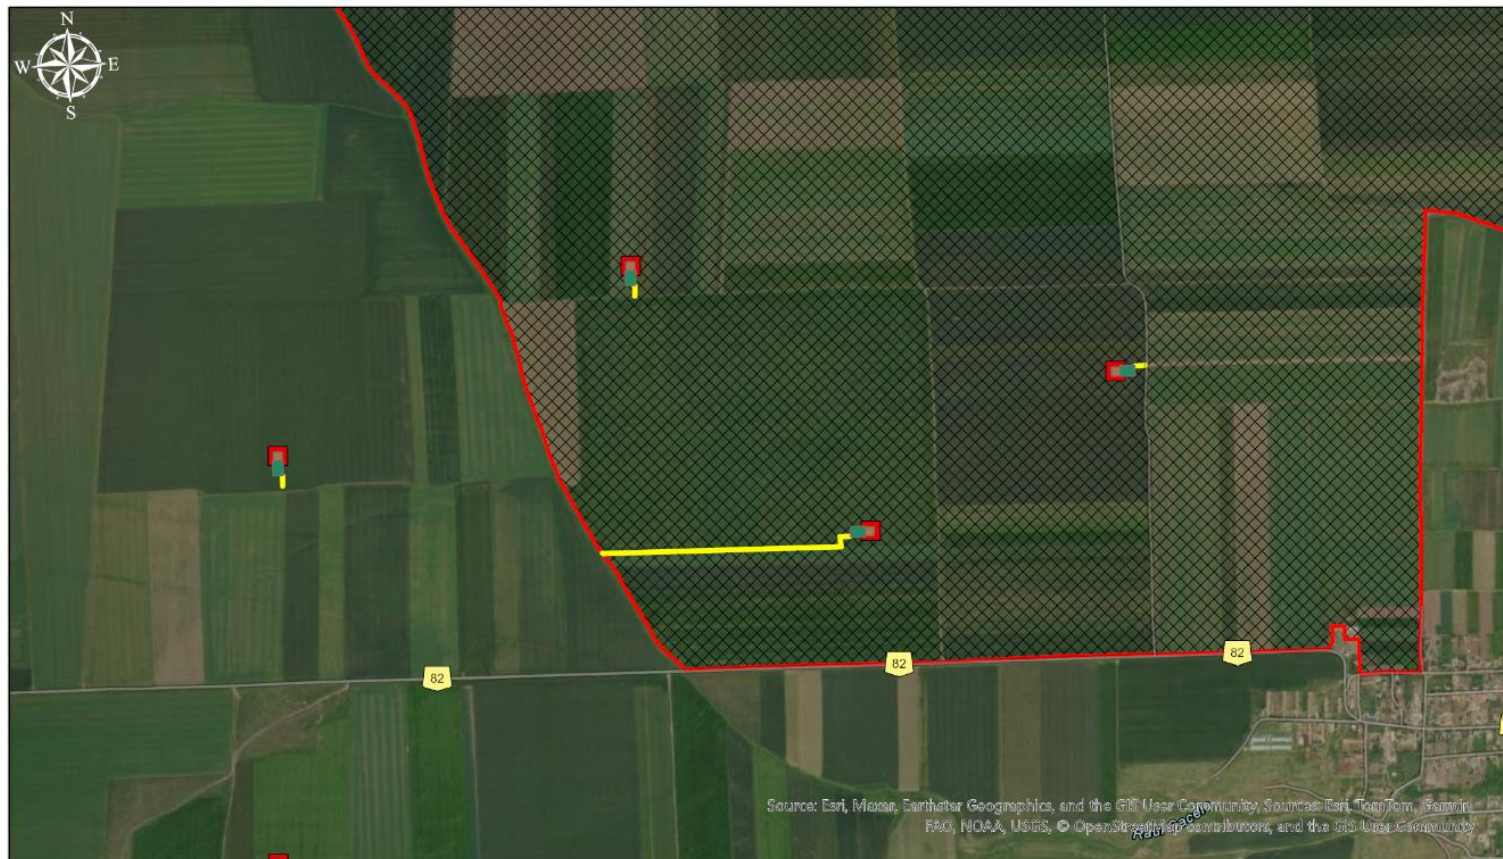 N
W E
S
82
82
82
Source: Esri, Maxar, Earthstar Geographics, and the GIS User Community, Sources: Esri, TomTom, Garmin,
FAO, NOAA, USGS, © OpenStreetMap contributors, and the GIS User Community